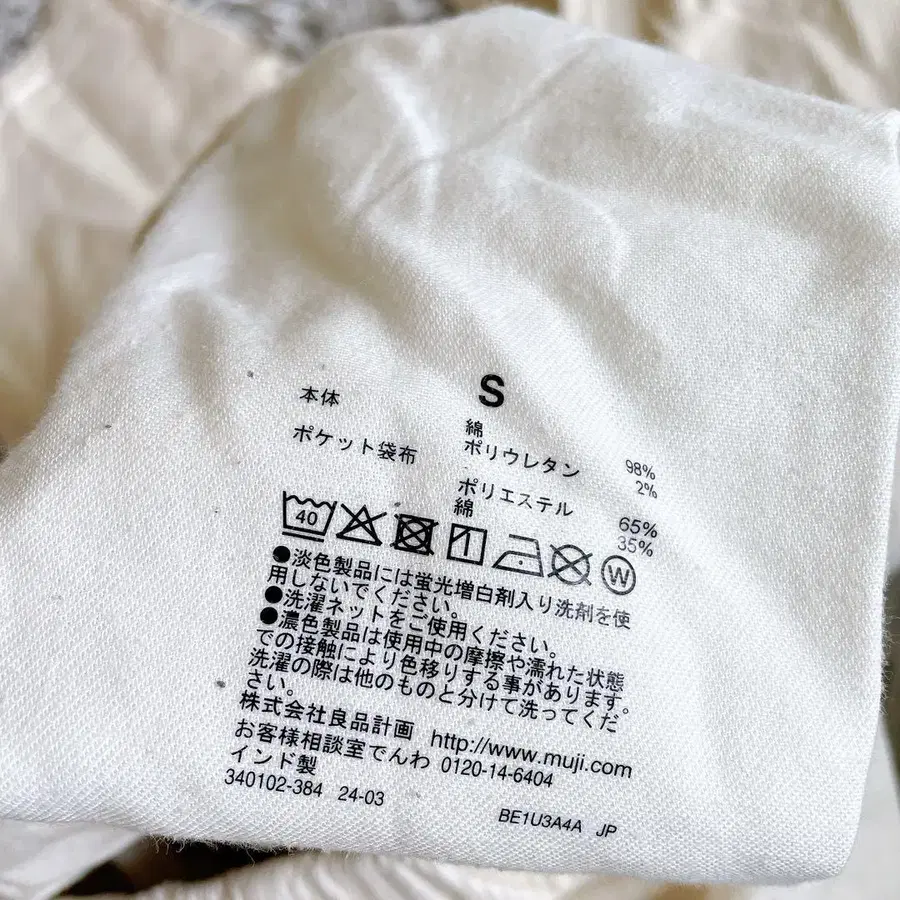 S
本体 綿 98%
ポリウレタン 2%
ポケット袋布 ポリエステル 65%
綿 35%
40 W
●淡色製品には蛍光増白剤入り洗剤を使
用しないでください。
●洗濯ネットをご使用ください。
●濃色製品は使用中の摩擦や濡れた状態
での接触により色移りする事があります。
洗濯の際は他のものと分けて洗ってくだ
さい。
株式会社良品計画 http://www.muji.com
お客様相談室でんわ 0120-14-6404
インド製
340102-384 24-03
BE1U3A4A JP